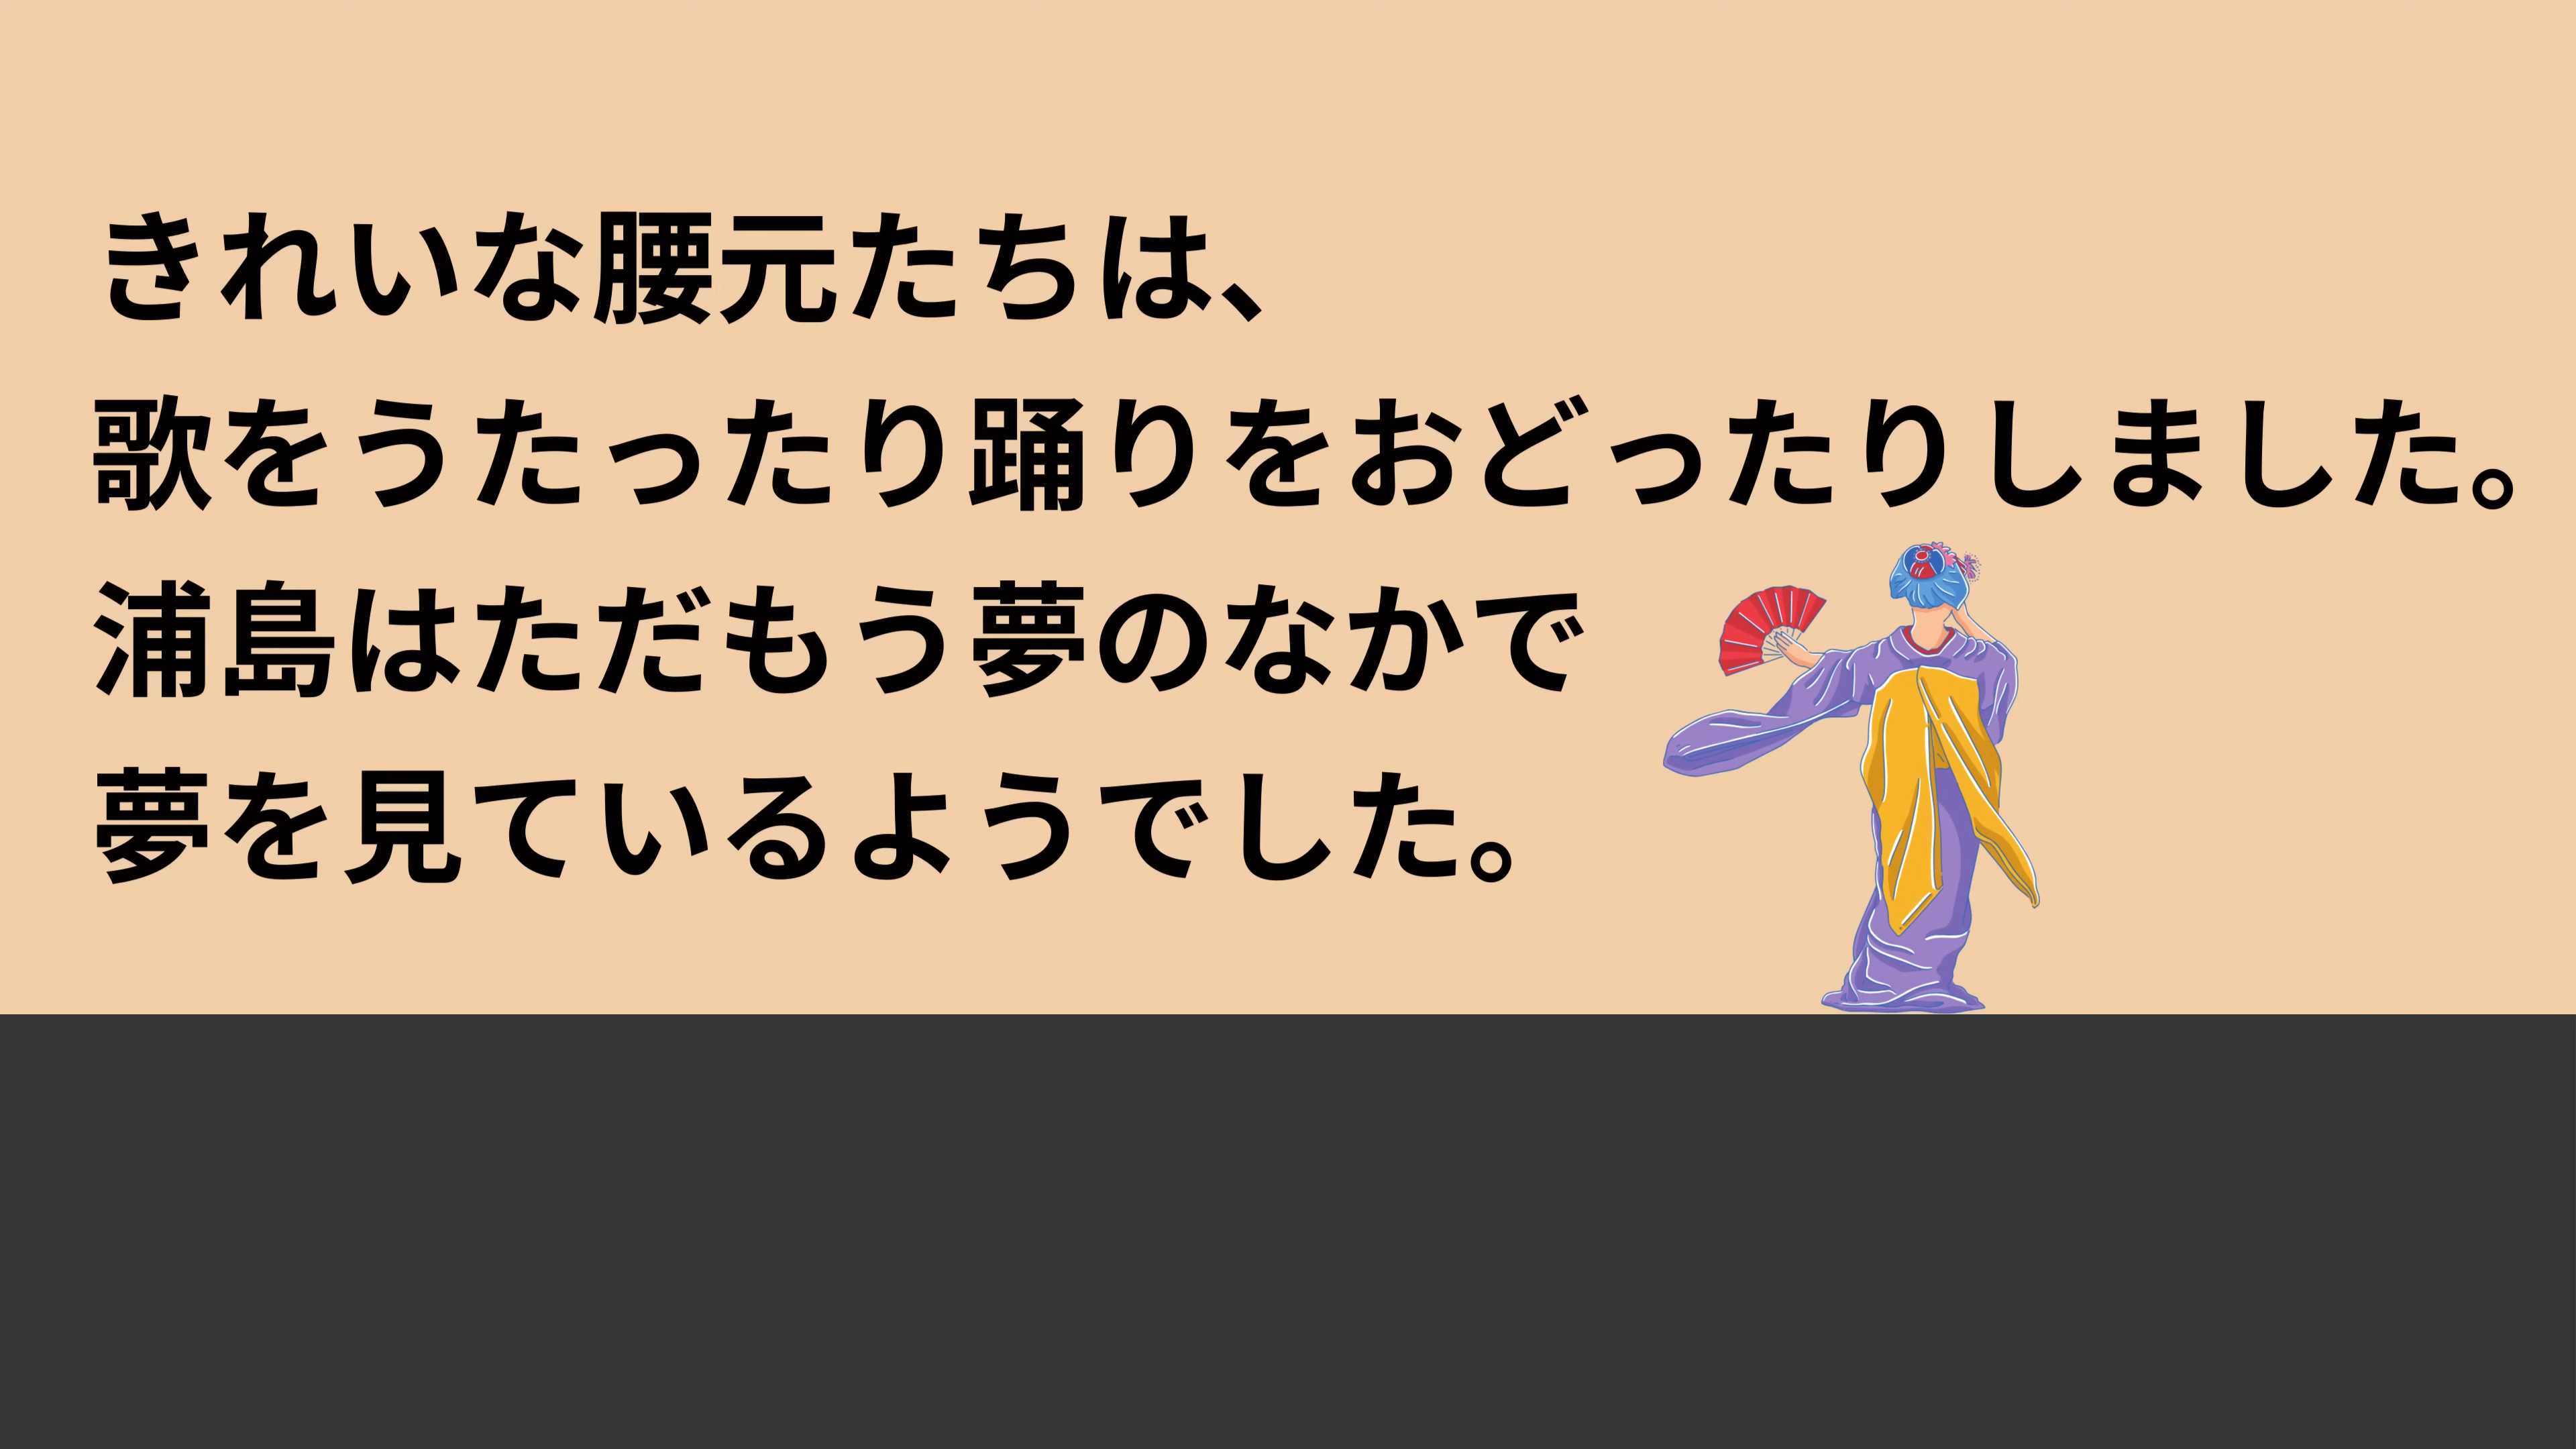 きれいな腰元たちは、
歌をうたったり踊りをおどったりしました。
浦島はただもう夢のなかで
夢を見ているようでした。